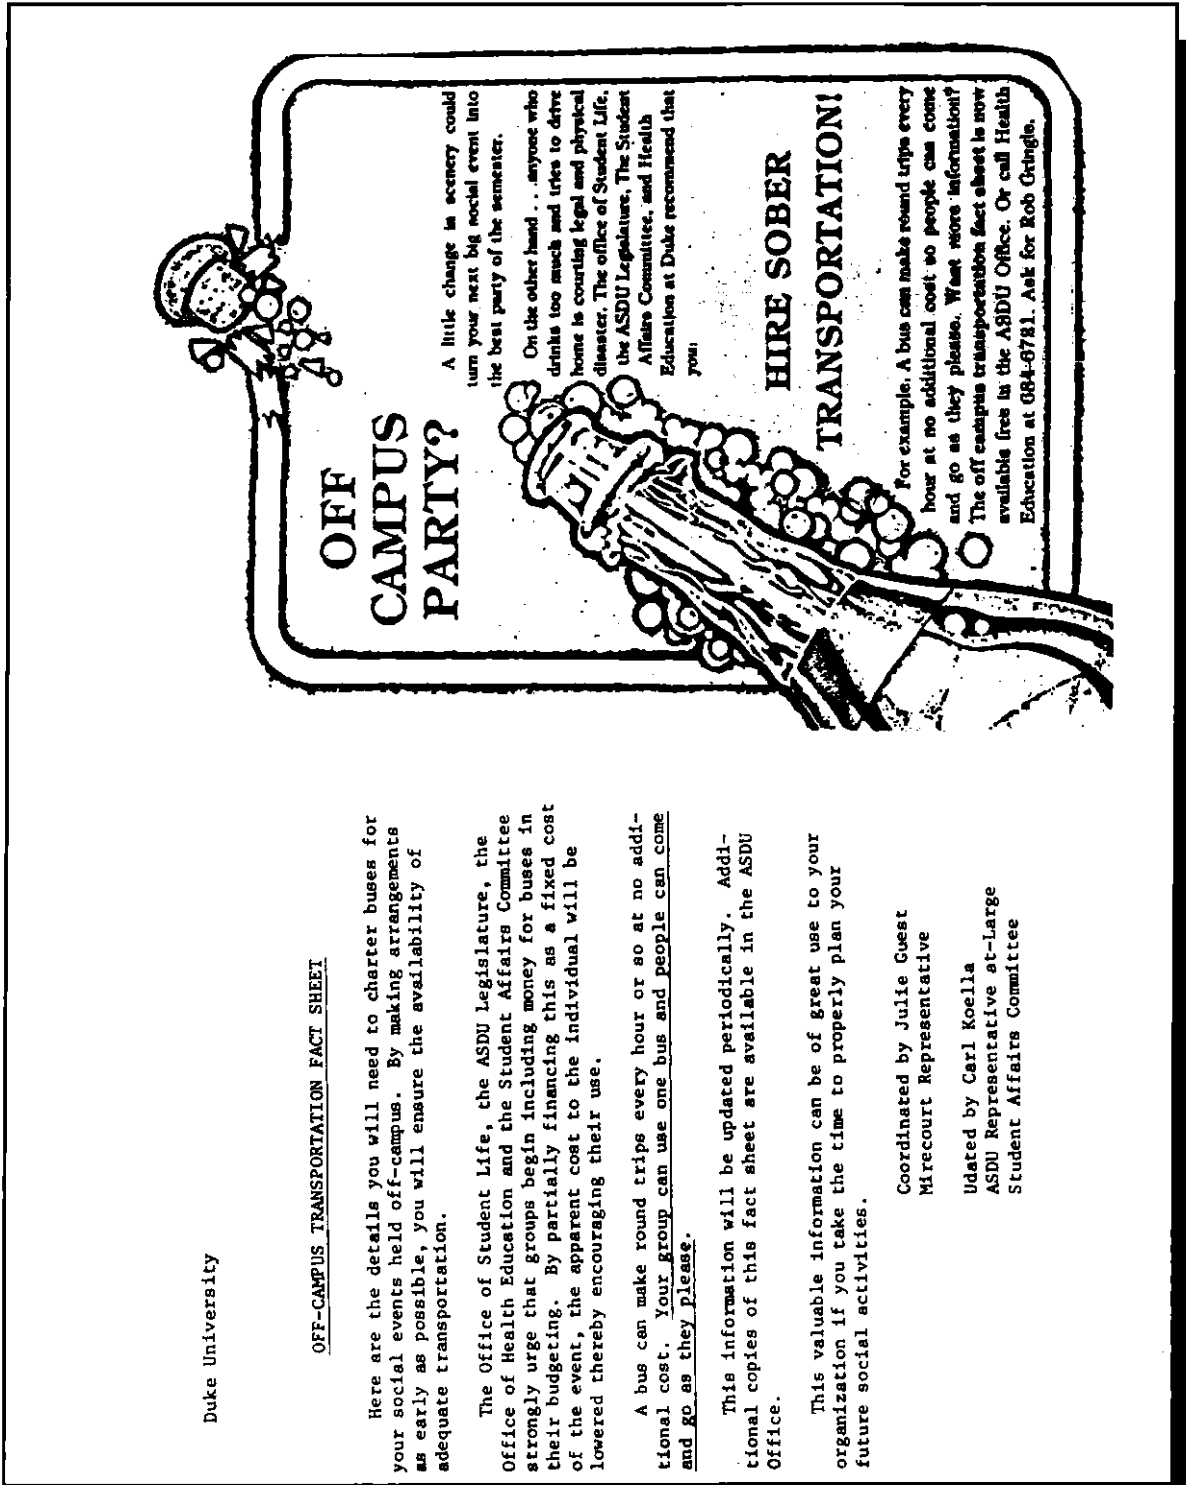 Duke University
OFF-CAMPUS TRANSPORTATION FACT SHEET
Here are the details you will need to charter buses for
your social events held off-campus. By making arrangements
as early as possible, you will ensure the availability of
adequate transportation.
The Office of Student Life, the ASDU Legislature, the
Office of Health Education and the Student Affairs Committee
strongly urge that groups begin including money for buses in
their budgeting. By partially financing this as a fixed cost
of the event, the apparent cost to the individual will be
lowered thereby encouraging their use.
A bus can make round trips every hour or so at no addi-
tional cost. Your group can use one bus and people can come
and go as they please.
This information will be updated periodically. Addi-
tional copies of this fact sheet are available in the ASDU
Office.
This valuable information can be of great use to your
organization if you take the time to properly plan your
future social activities.
Coordinated by Julie Guest
Mirecourt Representative
Udated by Carl Koella
ASDU Representative at-Large
Student Affairs Committee
OFF
CAMPUS
PARTY?
A little change in scenery could
turn your next big social event into
the best party of the semester.
On the other hand . . . anyone who
drinks too much and tries to drive
home is courting legal and physical
disaster. The office of Student Life,
the ASDU Legislature, The Student
Affairs Committee, and Health
Education at Duke recommend that
you:
HIRE SOBER
TRANSPORTATION!
For example. A bus can make round trips every
hour at no additional cost so people can come
and go as they please. Want more information?
The off campus transportation fact sheet is now
available free in the ASDU Office. Or call Health
Education at 684-6721. Ask for Rob Gringle.